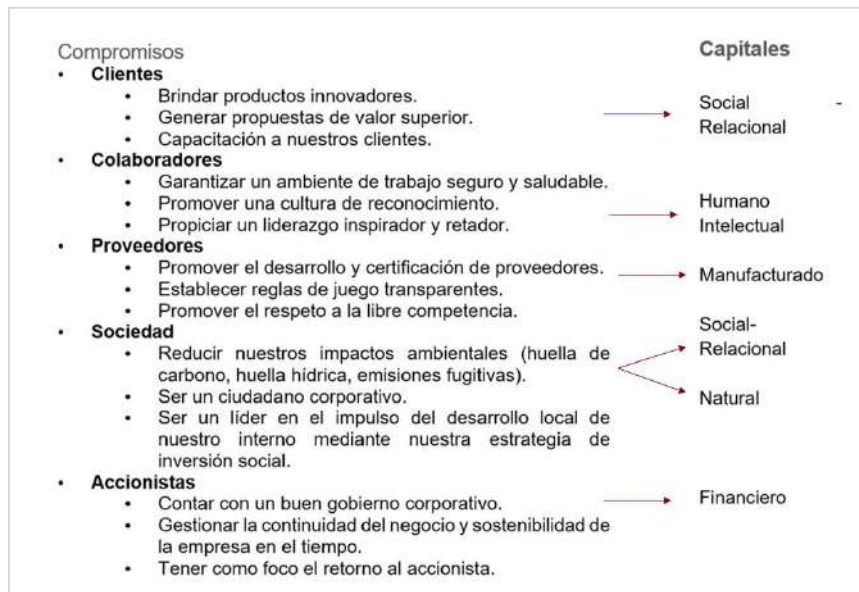 Compromisos
Capitales
• Clientes
• Brindar productos innovadores.
• Generar propuestas de valor superior.
• Capacitación a nuestros clientes.
Social -
Relacional
• Colaboradores
• Garantizar un ambiente de trabajo seguro y saludable.
• Promover una cultura de reconocimiento.
• Propiciar un liderazgo inspirador y retador.
Humano
Intelectual
• Proveedores
• Promover el desarrollo y certificación de proveedores.
• Establecer reglas de juego transparentes.
• Promover el respeto a la libre competencia.
Manufacturado
• Sociedad
• Reducir nuestros impactos ambientales (huella de
carbono, huella hídrica, emisiones fugitivas).
• Ser un ciudadano corporativo.
• Ser un líder en el impulso del desarrollo local de
nuestro interno mediante nuestra estrategia de
inversión social.
Social-
Relacional
Natural
• Accionistas
• Contar con un buen gobierno corporativo.
• Gestionar la continuidad del negocio y sostenibilidad de
la empresa en el tiempo.
• Tener como foco el retorno al accionista.
Financiero